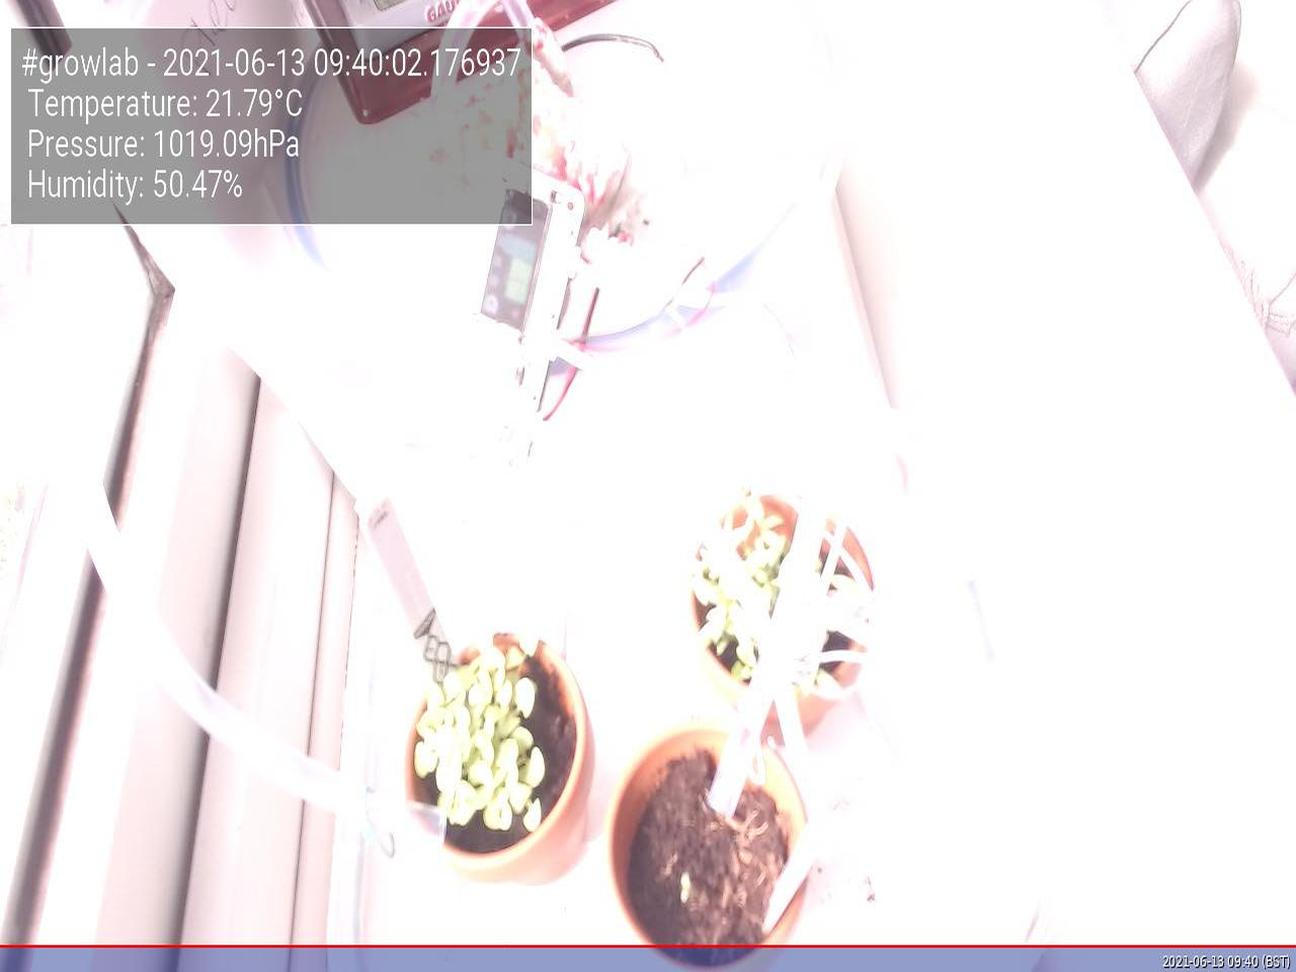 #growlab - 2021-06-13 09:40:02.176937
Temperature: 21.79°C
Pressure: 1019.09hPa
Humidity: 50.47%
2021-06-13 09:40 (BST)